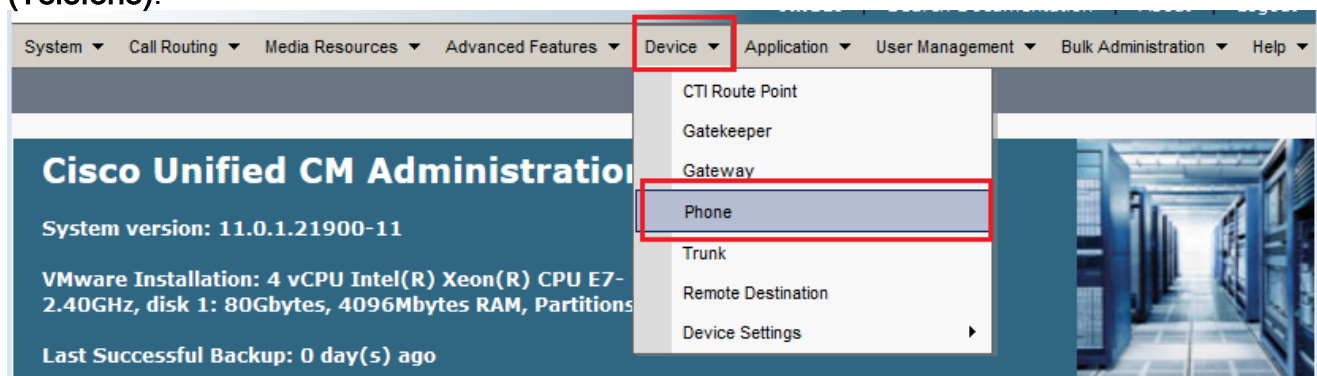 (Teléfono).
System Call Routing Media Resources Advanced Features Device Application User Management Bulk Administration Help
CTI Route Point
Gatekeeper
Gateway
Phone
Trunk
Remote Destination
Device Settings
Cisco Unified CM Administration
System version: 11.0.1.21900-11
VMware Installation: 4 vCPU Intel(R) Xeon(R) CPU E7-
2.40GHz, disk 1: 80Gbytes, 4096Mbytes RAM, Partitions
Last Successful Backup: 0 day(s) ago